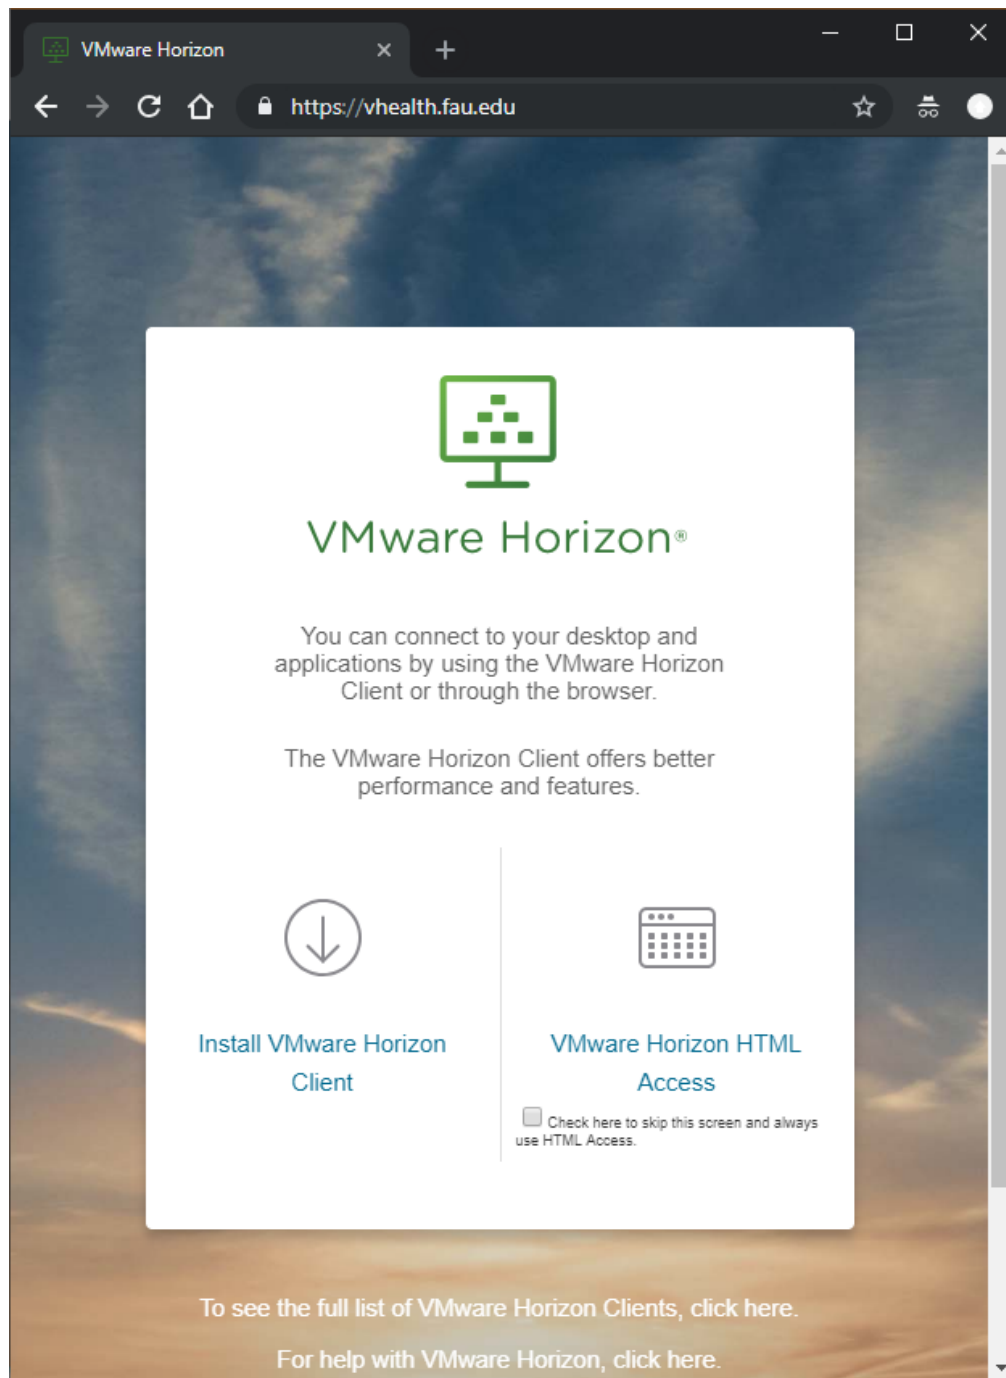 VMware Horizon
https://vhealth.fau.edu
VMware Horizon®
You can connect to your desktop and
applications by using the VMware Horizon
Client or through the browser.
The VMware Horizon Client offers better
performance and features.
Install VMware Horizon
Client
VMware Horizon HTML
Access
Check here to skip this screen and always
use HTML Access.
To see the full list of VMware Horizon Clients, click here.
For help with VMware Horizon, click here.